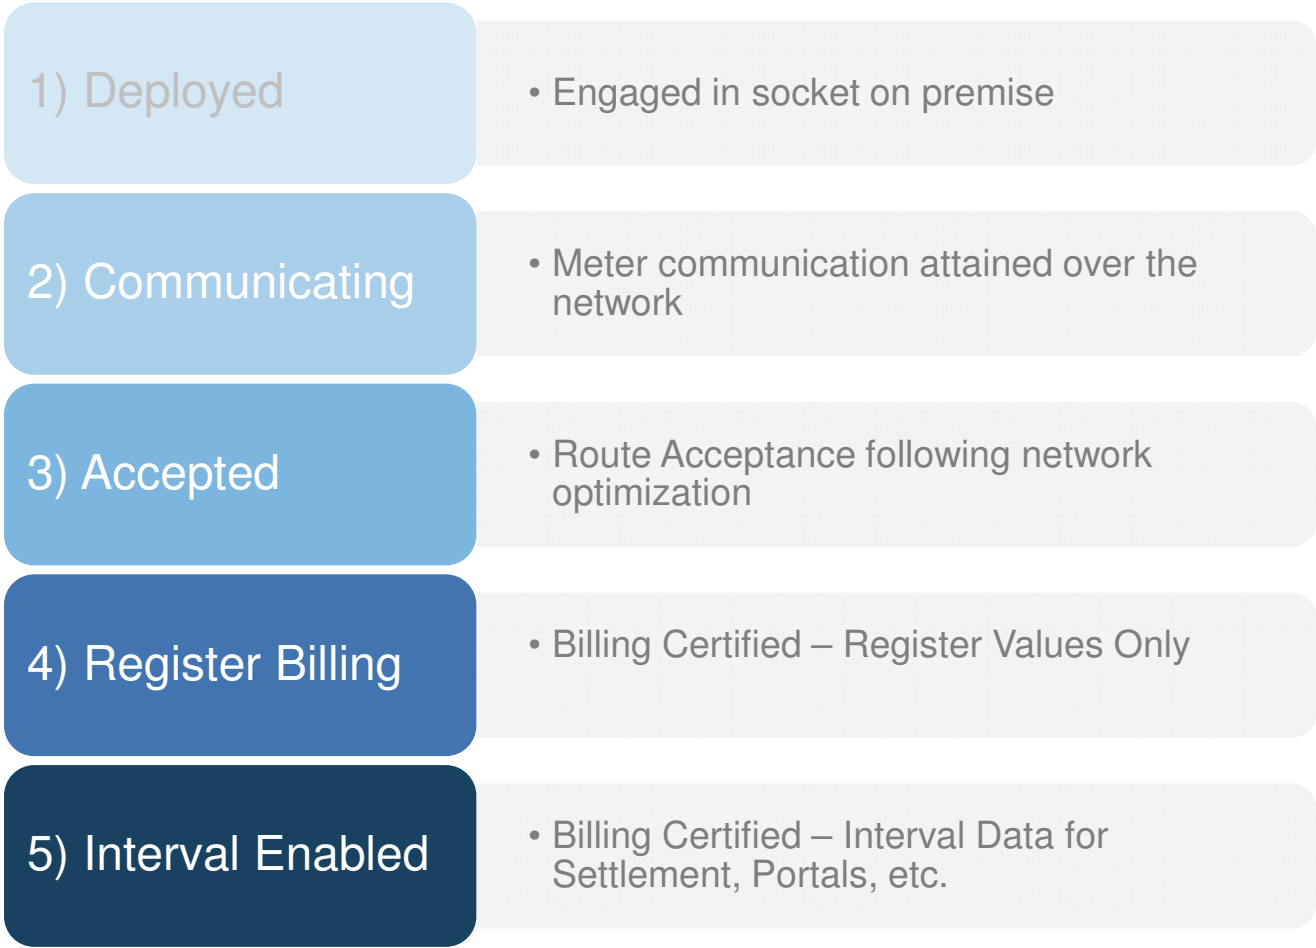 1) Deployed
• Engaged in socket on premise
2) Communicating
• Meter communication attained over the
network
3) Accepted
• Route Acceptance following network
optimization
4) Register Billing
• Billing Certified – Register Values Only
5) Interval Enabled
• Billing Certified – Interval Data for
Settlement, Portals, etc.